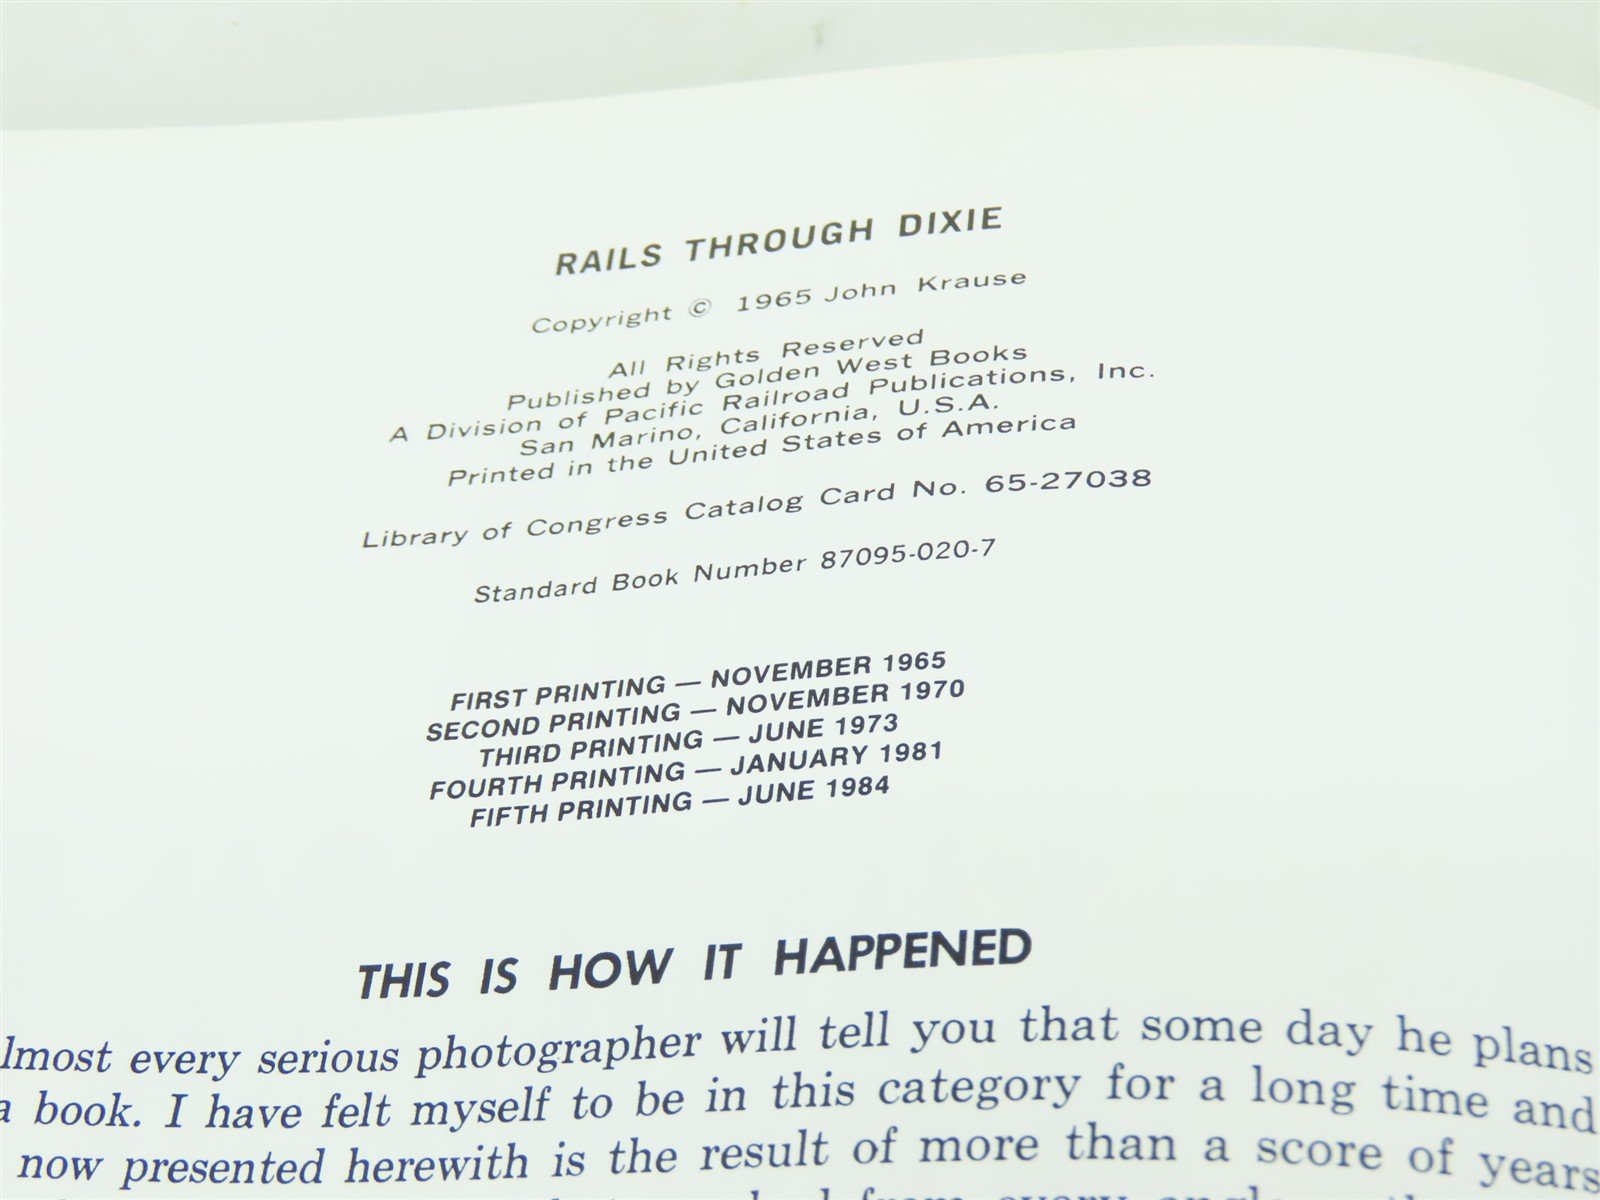 RAILS THROUGH DIXIE
Copyright © 1965 John Krause
All Rights Reserved
Published by Golden West Books
A Division of Pacific Railroad Publications, Inc.
San Marino, California, U.S.A.
Printed in the United States of America
Library of Congress Catalog Card No. 65-27038
Standard Book Number 87095-020-7
FIRST PRINTING — NOVEMBER 1965
SECOND PRINTING — NOVEMBER 1970
THIRD PRINTING — JUNE 1973
FOURTH PRINTING — JANUARY 1981
FIFTH PRINTING — JUNE 1984
THIS IS HOW IT HAPPENED
lmost every serious photographer will tell you that some day he plans
a book. I have felt myself to be in this category for a long time and
now presented herewith is the result of more than a score of years
from every